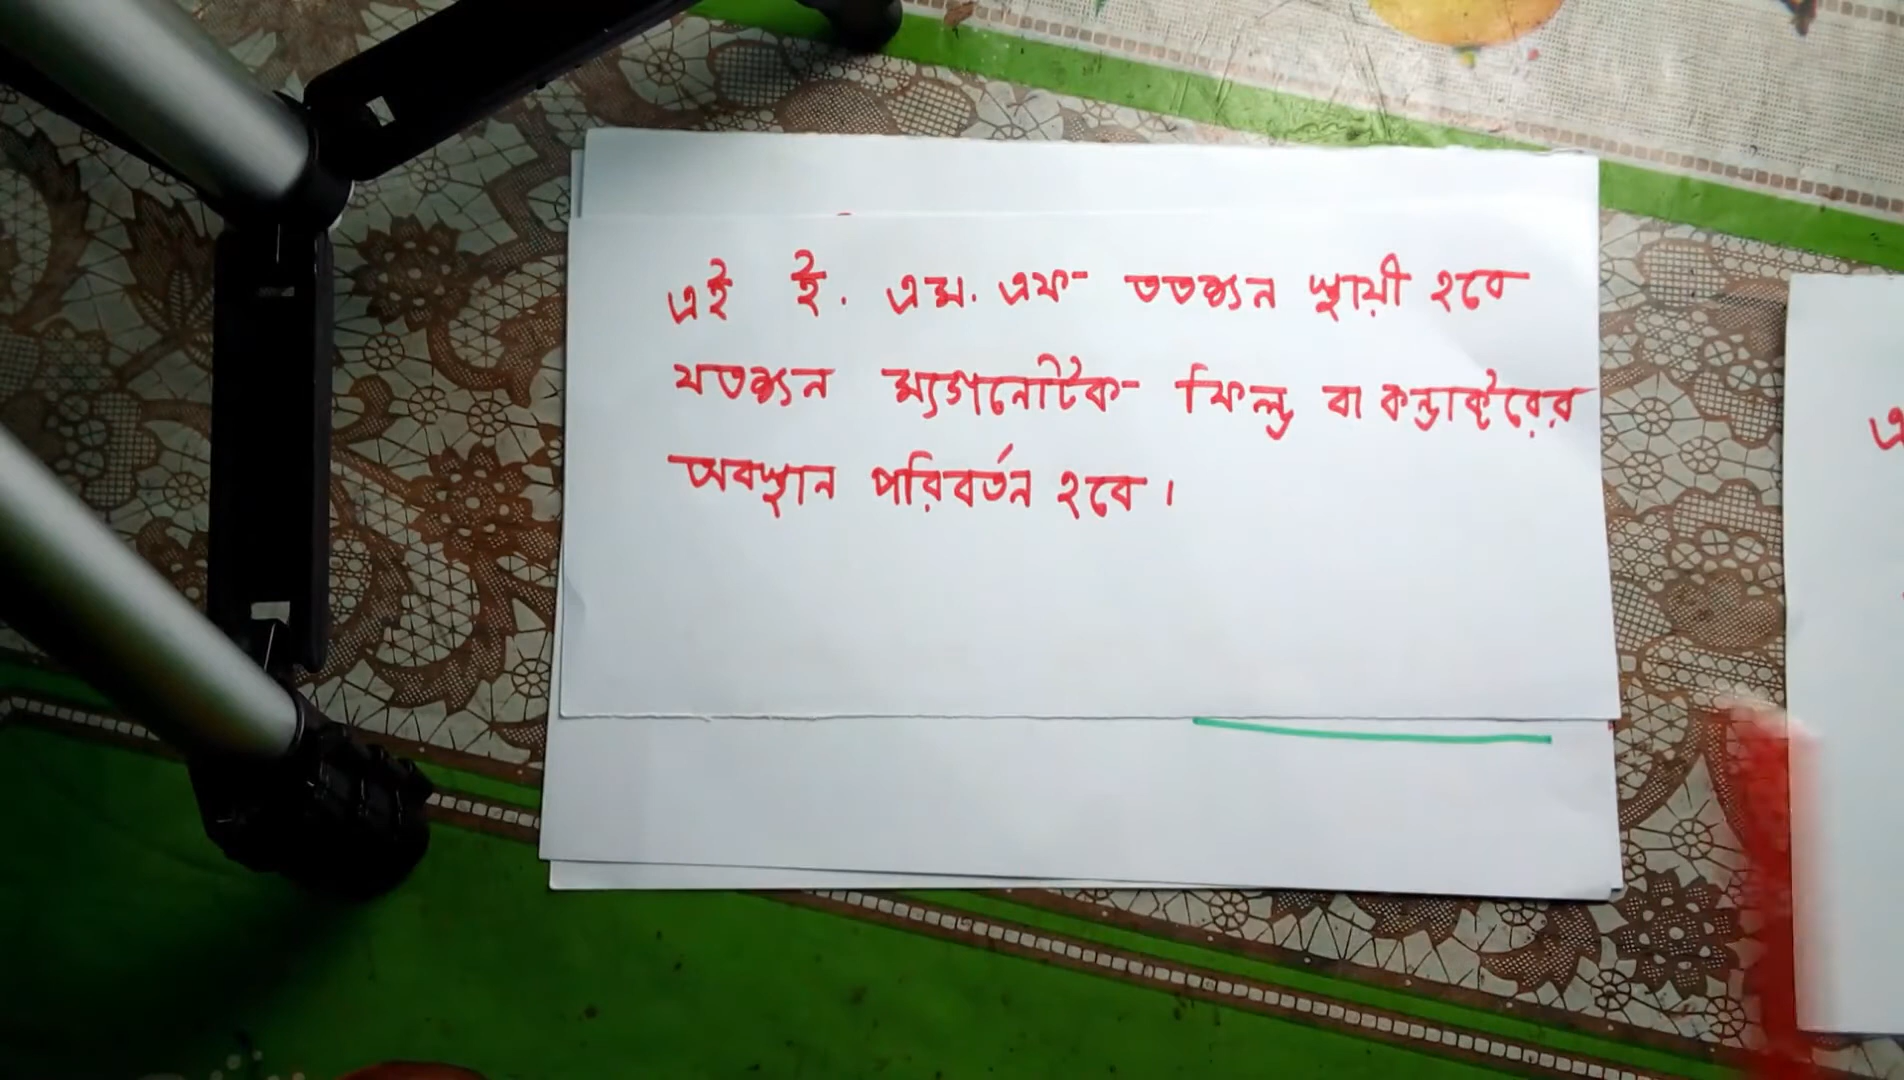 এই ই. এম. এফ ততক্ষন স্থায়ী হবে
যতক্ষন ম্যাগনেটিক ফিল্ড বা কন্ডাক্টরের
অবস্থান পরিবর্তন হবে।
এ